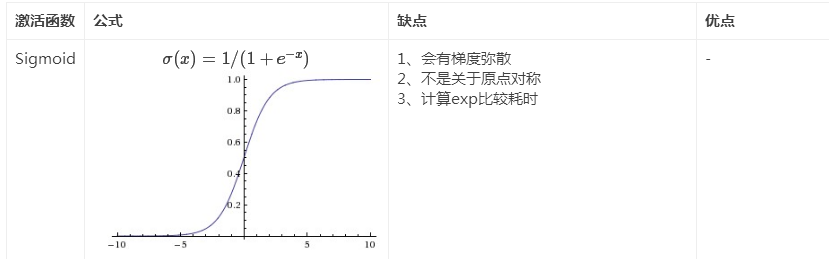 激活函数 公式 缺点 优点
Sigmoid σ(x) = 1/(1 + e^{-x}) 1、会有梯度弥散 -
2、不是关于原点对称
3、计算exp比较耗时
1.0
0.8
0.6
0.4
0.2
-10 -5 5 10